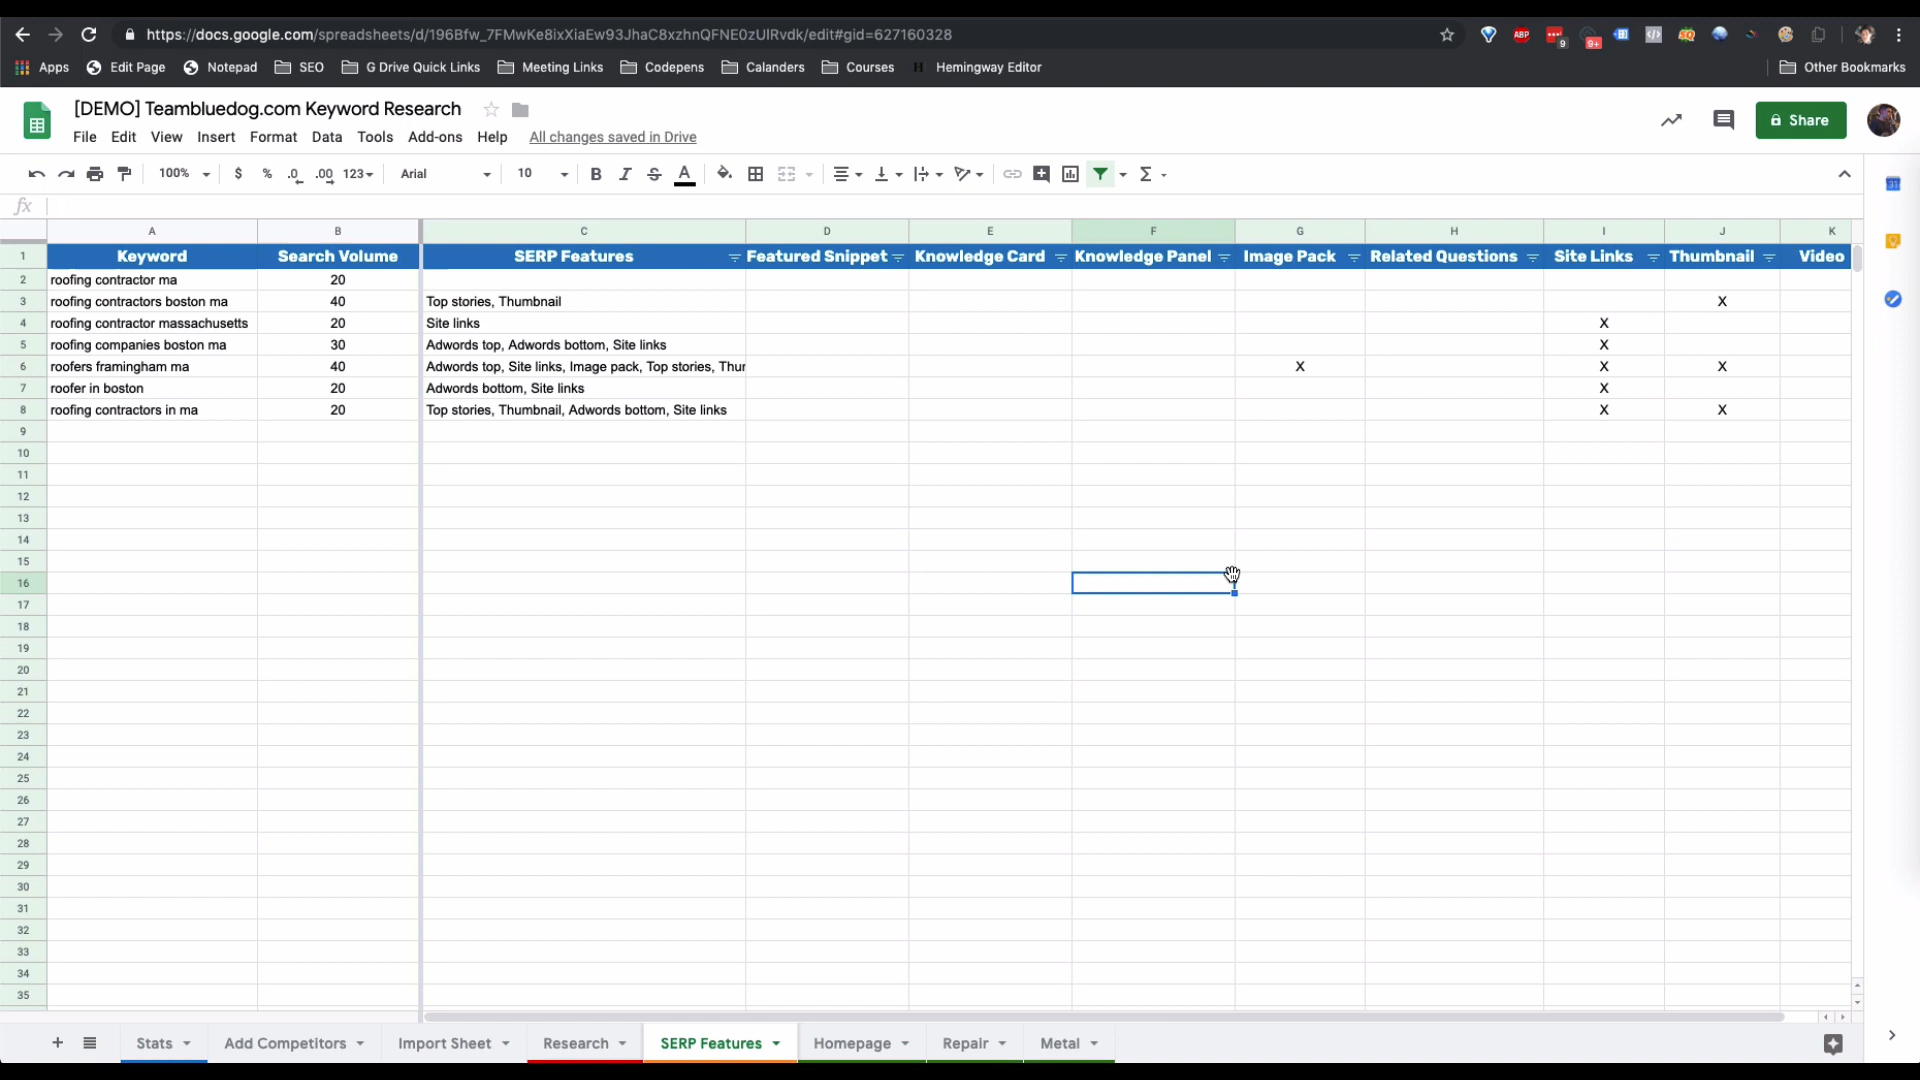 https://docs.google.com/spreadsheets/d/196Bfw_7FMwKe8ixXiaEw93JhaC8xzhnQFNE0zUIRvdk/edit#gid=627160328
ABP 9 9+
Apps Edit Page Notepad SEO G Drive Quick Links Meeting Links Codepens Calanders Courses H Hemingway Editor Other Bookmarks
[DEMO] Teambluedog.com Keyword Research
File Edit View Insert Format Data Tools Add-ons Help All changes saved in Drive
Share
100% $ % .0 .00 123 Arial 10 B I S A Σ
fx
A B C D E F G H I J K
1 Keyword Search Volume SERP Features Featured Snippet Knowledge Card Knowledge Panel Image Pack Related Questions Site Links Thumbnail Video
2 roofing contractor ma 20
3 roofing contractors boston ma 40 Top stories, Thumbnail X
4 roofing contractor massachusetts 20 Site links X
5 roofing companies boston ma 30 Adwords top, Adwords bottom, Site links X
6 roofers framingham ma 40 Adwords top, Site links, Image pack, Top stories, Thur X X X
7 roofer in boston 20 Adwords bottom, Site links X
8 roofing contractors in ma 20 Top stories, Thumbnail, Adwords bottom, Site links X X
9
10
11
12
13
14
15
16
17
18
19
20
21
22
23
24
25
26
27
28
29
30
31
32
33
34
35
+ Stats Add Competitors Import Sheet Research SERP Features Homepage Repair Metal